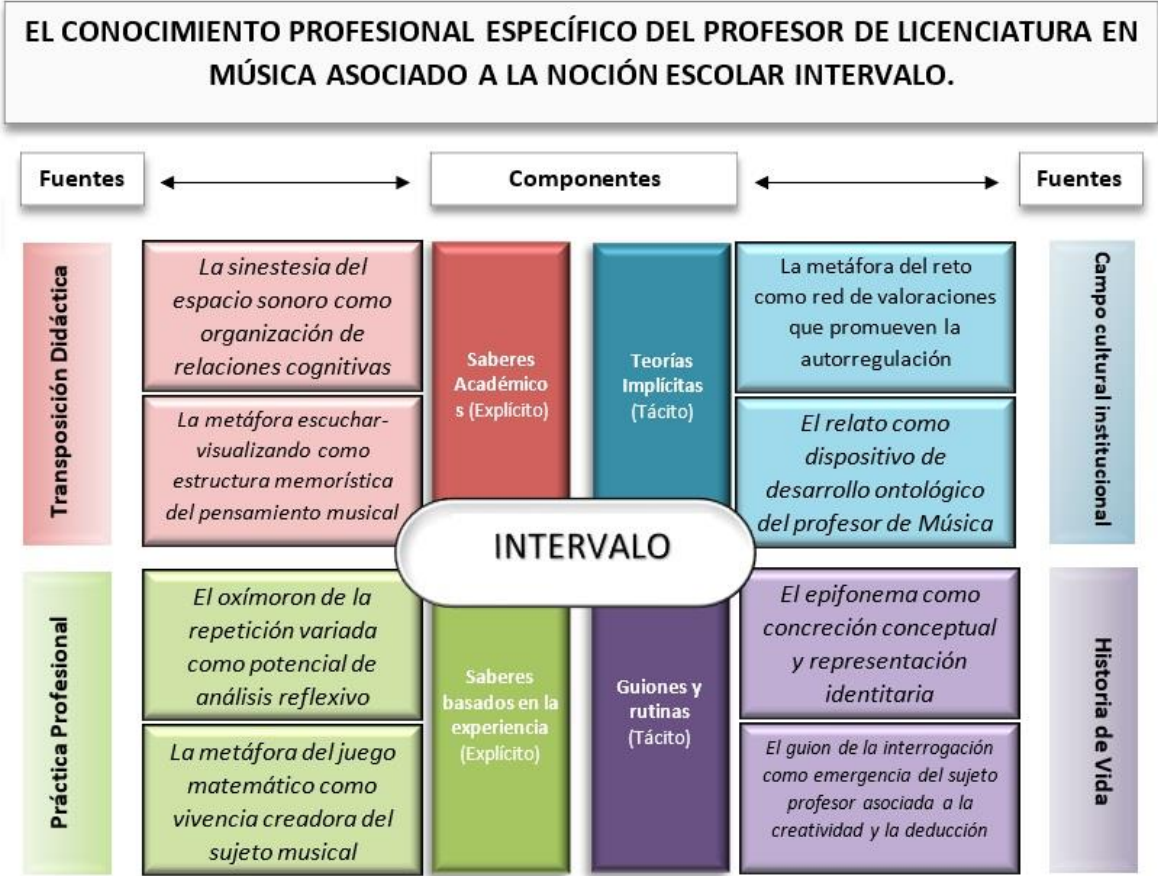 EL CONOCIMIENTO PROFESIONAL ESPECÍFICO DEL PROFESOR DE LICENCIATURA EN
MÚSICA ASOCIADO A LA NOCIÓN ESCOLAR INTERVALO.
Fuentes
Componentes
Fuentes
Transposición Didáctica
La sinestesia del
espacio sonoro como
organización de
relaciones cognitivas
La metáfora escuchar-
visualizando como
estructura memorística
del pensamiento musical
Saberes
Académico
s (Explícito)
Teorías
Implícitas
(Tácito)
La metáfora del reto
como red de valoraciones
que promueven la
autorregulación
El relato como
dispositivo de
desarrollo ontológico
del profesor de Música
Campo cultural institucional
INTERVALO
Práctica Profesional
El oxímoron de la
repetición variada
como potencial de
análisis reflexivo
La metáfora del juego
matemático como
vivencia creadora del
sujeto musical
Saberes
basados en la
experiencia
(Explícito)
Guiones y
rutinas
(Tácito)
El epifonema como
concreción conceptual
y representación
identitaria
El guion de la interrogación
como emergencia del sujeto
profesor asociada a la
creatividad y la deducción
Historia de Vida